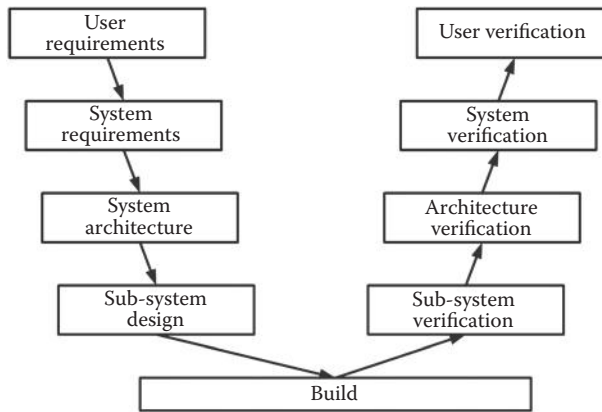 User
requirements
User verification
System
requirements
System
verification
System
architecture
Architecture
verification
Sub-system
design
Sub-system
verification
Build